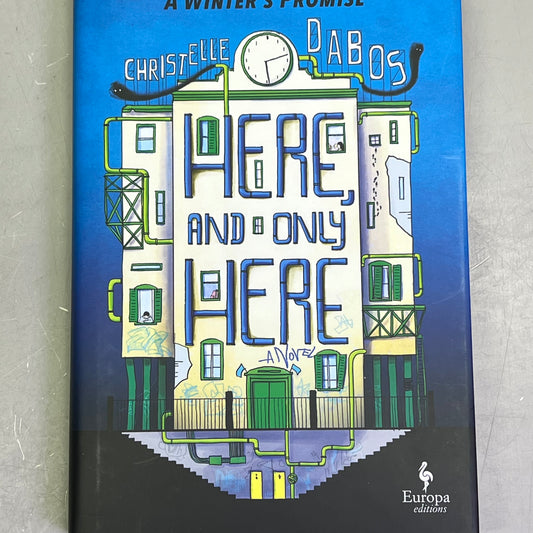 A WINTER'S PROMISE
CHRISTELLE DABOS
HERE,
AND ONLY
HERE
A NOVEL
Europa
editions